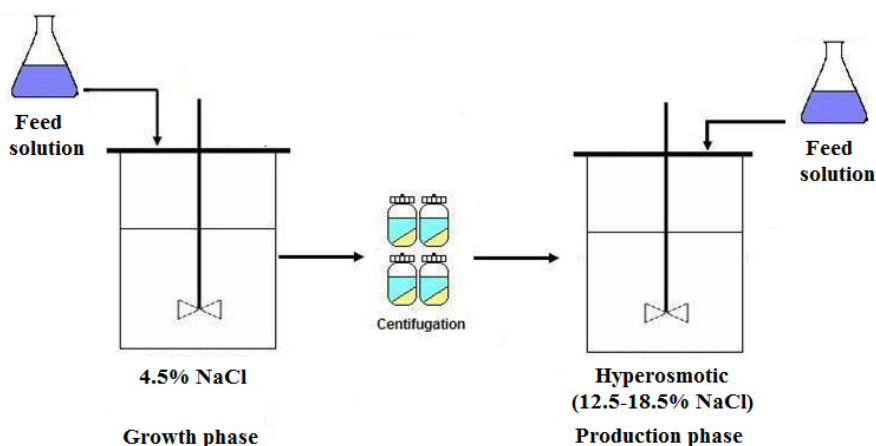 Feed
solution
4.5% NaCl
Growth phase
Centifugation
Feed
solution
Hyperosmotic
(12.5-18.5% NaCl)
Production phase